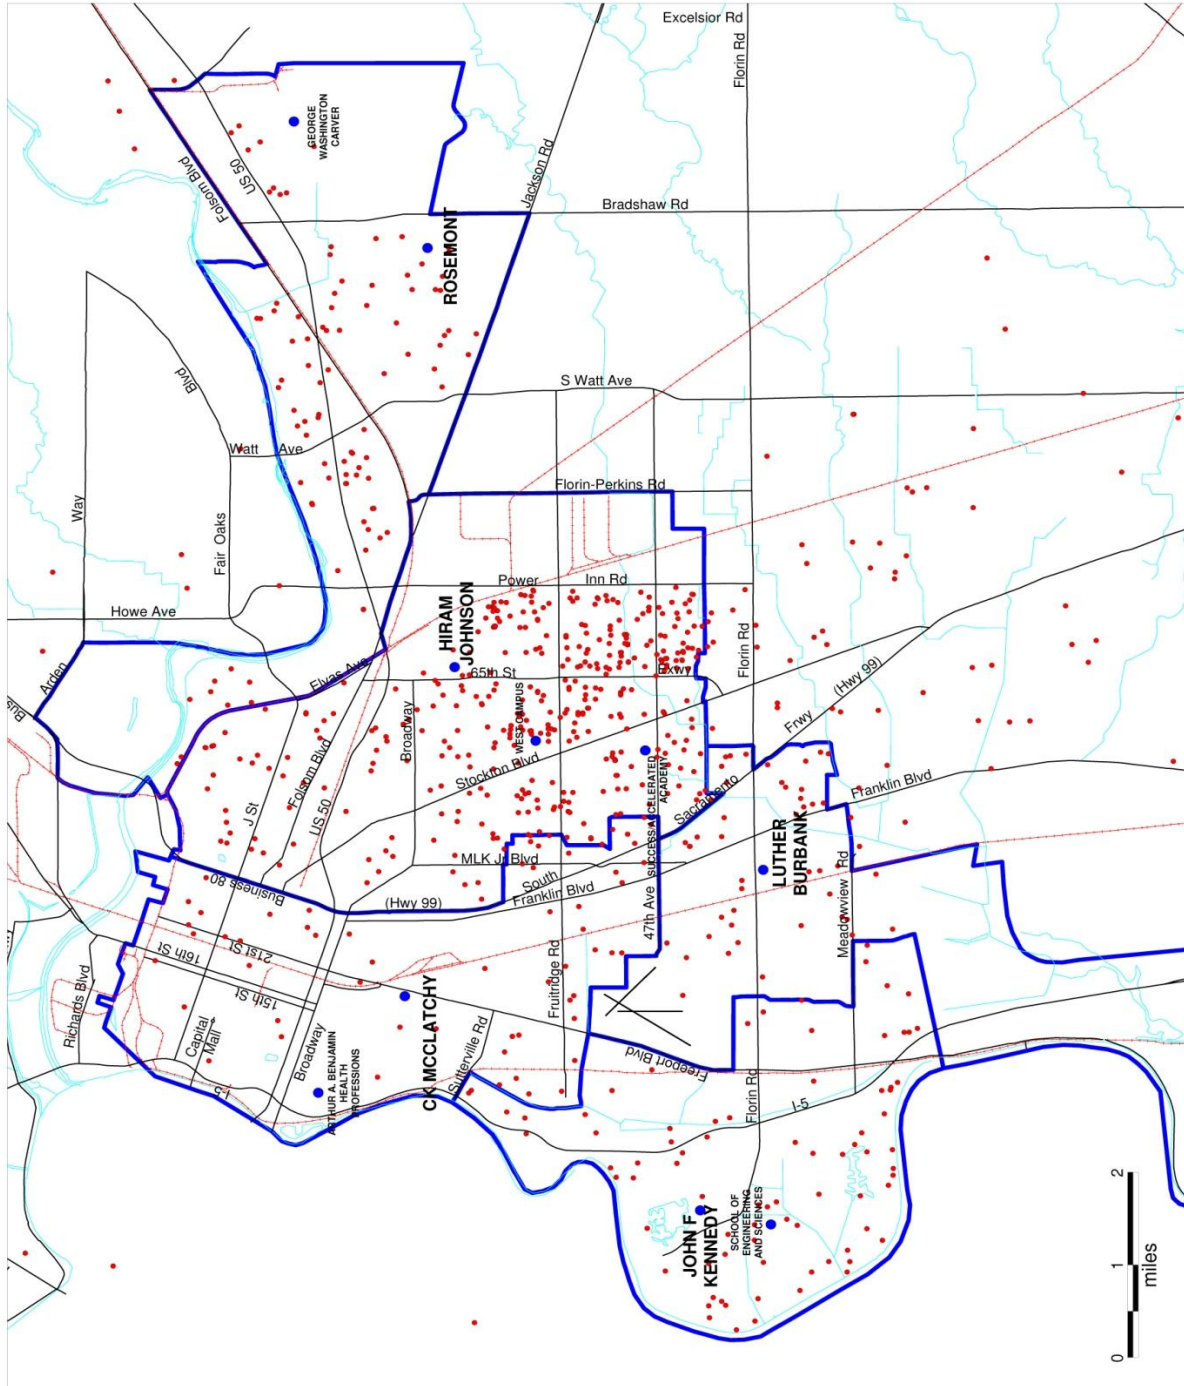 Excelsior Rd
Florin Rd
GEORGE
WASHINGTON
CARVER
US 50
Folsom Blvd
Jackson Rd
Bradshaw Rd
ROSEMONT
Blvd
S Watt Ave
Watt Ave
Way
Fair Oaks
Florin-Perkins Rd
Howe Ave
Power Inn Rd
HIRAM
JOHNSON
Florin Rd
Arden
Elvas Ave
65th St
Exwy
(Hwy 99)
Frwy
WEST CAMPUS
Broadway
Stockton Blvd
Folsom Blvd
J St
US 50
SUCCESS ACCELERATED
ACADEMY
Sacramento
Franklin Blvd
LUTHER
BURBANK
MLK Jr Blvd
South
Franklin Blvd
Business 80
(Hwy 99)
47th Ave
Meadowview Rd
21st St
16th St
15th St
Fruitridge Rd
Richards Blvd
Capital
Mall
Broadway
CK MCCLATCHY
Sutterville Rd
Freeport Blvd
ARTHUR A. BENJAMIN
HEALTH
PROFESSIONS
I-5
Florin Rd
I-5
JOHN F
KENNEDY
SCHOOL OF
ENGINEERING
AND SCIENCES
0 1 2
miles